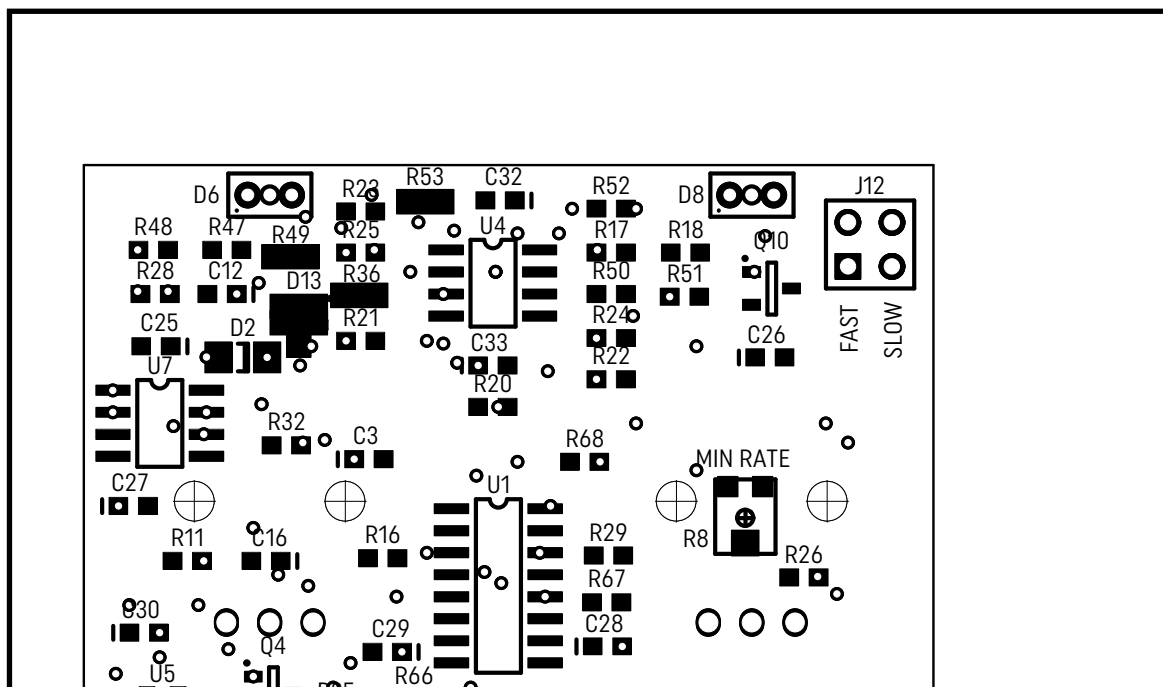 R53
C32
J12
D6
R23
R52
D8
U4
R48
R47
R49
R25
R17
R18
Q10
R28
C12
D13
R36
R50
R51
C25
D2
R21
R24
C26
FAST
SLOW
U7
C33
R22
R20
R32
C3
R68
MIN RATE
C27
U1
R11
C16
R16
R29
R8
R26
R67
C30
Q4
C29
C28
U5
R66